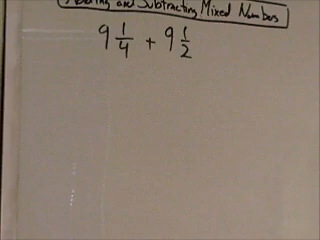 Adding and Subtracting Mixed Numbers
9 1/4 + 9 1/2